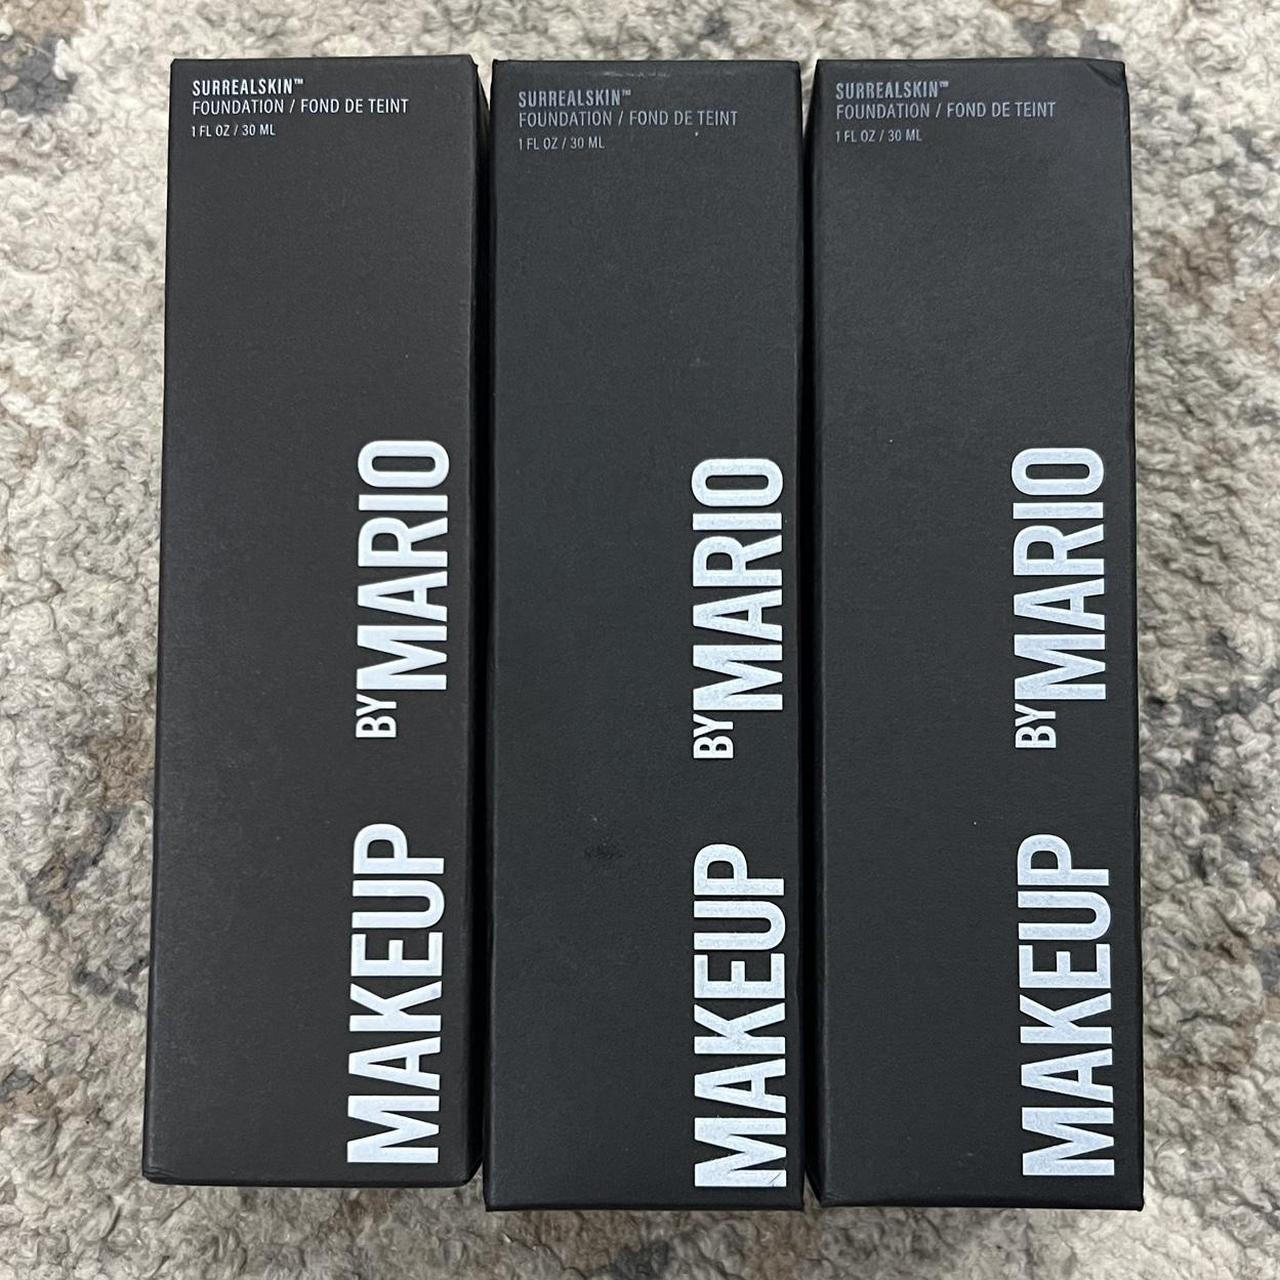 SURREALSKIN™
FOUNDATION / FOND DE TEINT
1 FL OZ / 30 ML
MAKEUP BY MARIO
SURREALSKIN™
FOUNDATION / FOND DE TEINT
1 FL OZ / 30 ML
MAKEUP BY MARIO
SURREALSKIN™
FOUNDATION / FOND DE TEINT
1 FL OZ / 30 ML
MAKEUP BY MARIO